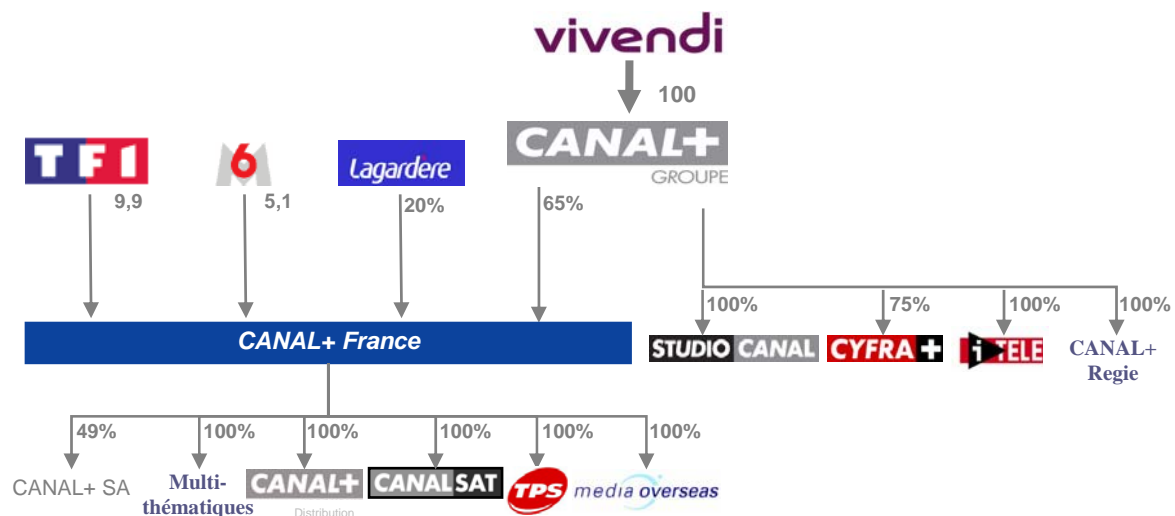 vivendi
100
TF1
M6
Lagardère
CANAL+
GROUPE
9,9
5,1
20%
65%
CANAL+ France
100%
75%
100%
100%
STUDIO CANAL
CYFRA+
i TELE
CANAL+
Regie
49%
100%
100%
100%
100%
100%
CANAL+ SA
Multi-
thématiques
CANAL+
Distribution
CANALSAT
TPS
media overseas